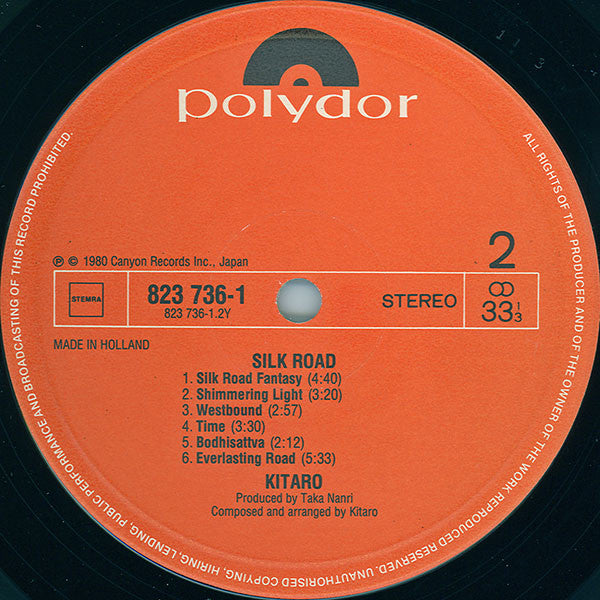 polydor
ALL RIGHTS OF THE PRODUCER AND OF THE OWNER OF THE WORK REPRODUCED RESERVED. UNAUTHORISED COPYING, HIRING, LENDING, PUBLIC PERFORMANCE AND BROADCASTING OF THIS RECORD PROHIBITED.
℗ © 1980 Canyon Records Inc., Japan
2
STEMRA
823 736-1
823 736-1.2Y
STEREO
33 1/3
MADE IN HOLLAND
SILK ROAD
1. Silk Road Fantasy (4:40)
2. Shimmering Light (3:20)
3. Westbound (2:57)
4. Time (3:30)
5. Bodhisattva (2:12)
6. Everlasting Road (5:33)
KITARO
Produced by Taka Nanri
Composed and arranged by Kitaro